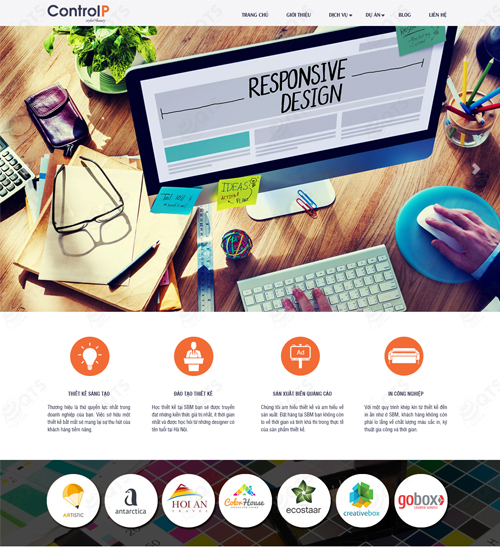 ControlP
TRANG CHỦ GIỚI THIỆU DỊCH VỤ DỰ ÁN BLOG LIÊN HỆ
RESPONSIVE
DESIGN
IDEAS:
THIẾT KẾ SÁNG TẠO
Thương hiệu là thứ quyền lực nhất trong
doanh nghiệp của bạn. Việc sở hữu một
thiết kế bắt mắt sẽ mang lại sự thu hút của
khách hàng tiềm năng.
ĐÀO TẠO THIẾT KẾ
Học thiết kế tại SBM bạn sẽ được truyền
đạt những kiến thức giá trị nhất, ít thời gian
nhất và được học hỏi từ những designer có
tên tuổi tại Hà Nội.
Ad
SẢN XUẤT BIỂN QUẢNG CÁO
Chúng tôi am hiểu thiết kế và am hiểu về
sản xuất. Đặt hàng tại SBM bạn không còn
lo về thời gian và tính khả thi trong thực tế
của sản phẩm thiết kế.
IN CÔNG NGHIỆP
Với một quy trình khép kín từ thiết kế đến
in ấn như ở SBM, khách hàng không còn
phải lo lắng về chất lượng màu sắc in, kỹ
thuật gia công và thời gian.
ARTISTIC
a
antarctica
HOI AN
TRAVEL
Color House
ecostaar
creativebox
gobox